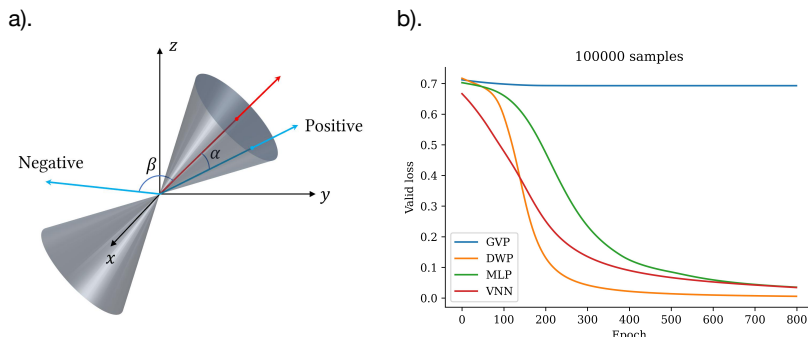 a).
z
Positive
Negative
β
α
y
x
b).
100000 samples
Valid loss
0.7
0.6
0.5
0.4
0.3
0.2
0.1
0.0
GVP
DWP
MLP
VNN
0 100 200 300 400 500 600 700 800
Epoch